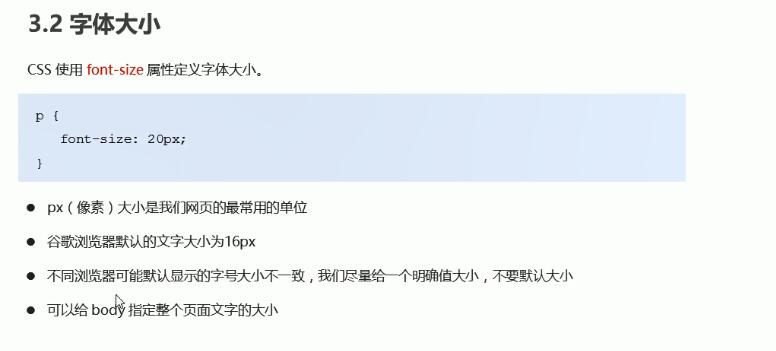 3.2 字体大小
CSS 使用 font-size 属性定义字体大小。
p {
font-size: 20px;
}
● px（像素）大小是我们网页的最常用的单位
● 谷歌浏览器默认的文字大小为16px
● 不同浏览器可能默认显示的字号大小不一致，我们尽量给一个明确值大小，不要默认大小
● 可以给 body 指定整个页面文字的大小